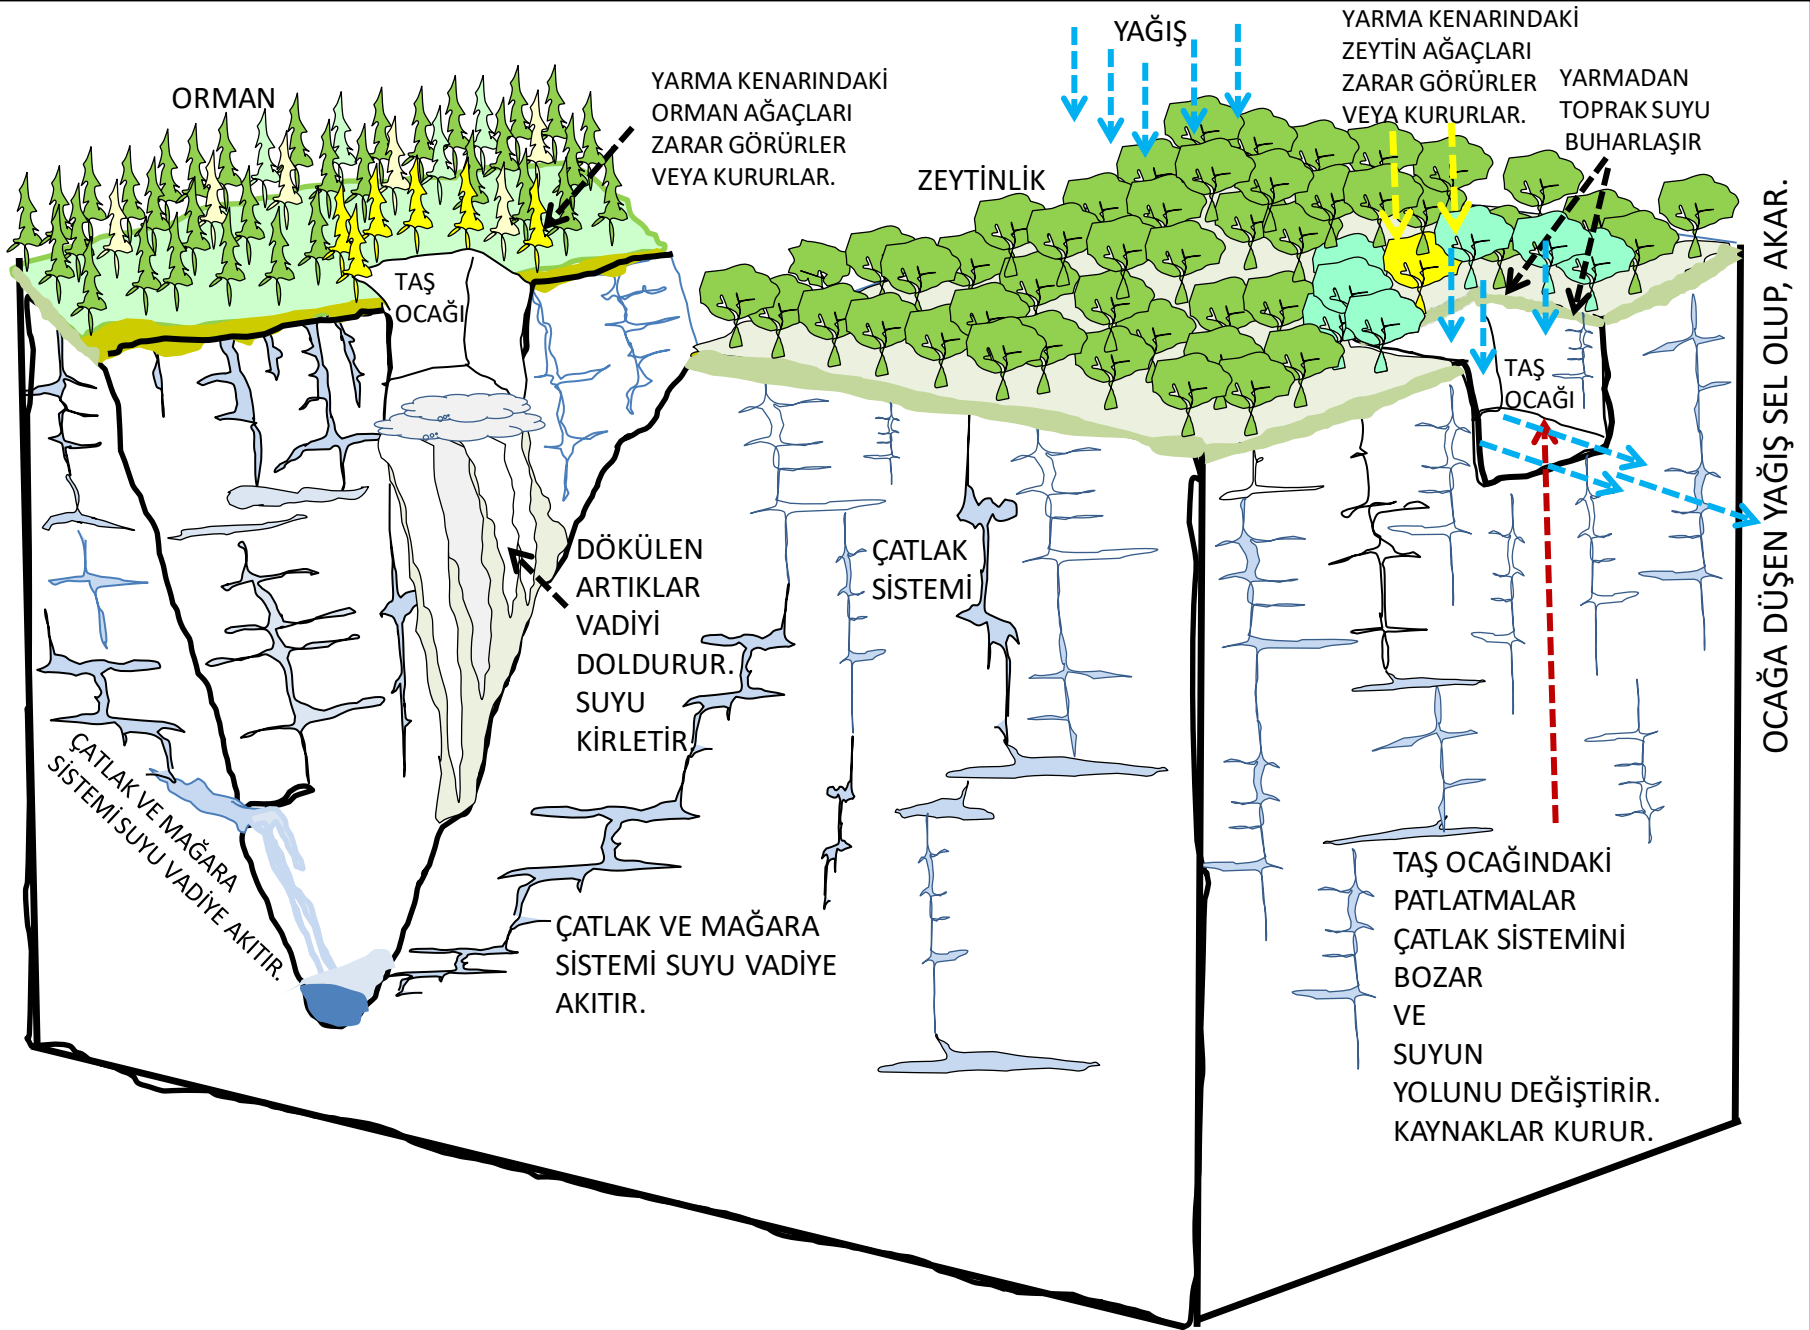 ORMAN
YARMA KENARINDAKİ
ORMAN AĞAÇLARI
ZARAR GÖRÜRLER
VEYA KURURLAR.
YAĞIŞ
YARMA KENARINDAKİ
ZEYTİN AĞAÇLARI
ZARAR GÖRÜRLER
VEYA KURURLAR.
YARMADAN
TOPRAK SUYU
BUHARLAŞIR
ZEYTİNLİK
TAŞ
OCAĞI
TAŞ
OCAĞI
OCAĞA DÜŞEN YAĞIŞ SEL OLUP, AKAR.
DÖKÜLEN
ARTIKLAR
VADİYİ
DOLDURUR.
SUYU
KİRLETİR
ÇATLAK
SİSTEMİ
ÇATLAK VE MAĞARA
SİSTEMİ SUYU VADİYE AKITIR.
ÇATLAK VE MAĞARA
SİSTEMİ SUYU VADİYE
AKITIR.
TAŞ OCAĞINDAKİ
PATLATMALAR
ÇATLAK SİSTEMİNİ
BOZAR
VE
SUYUN
YOLUNU DEĞİŞTİRİR.
KAYNAKLAR KURUR.